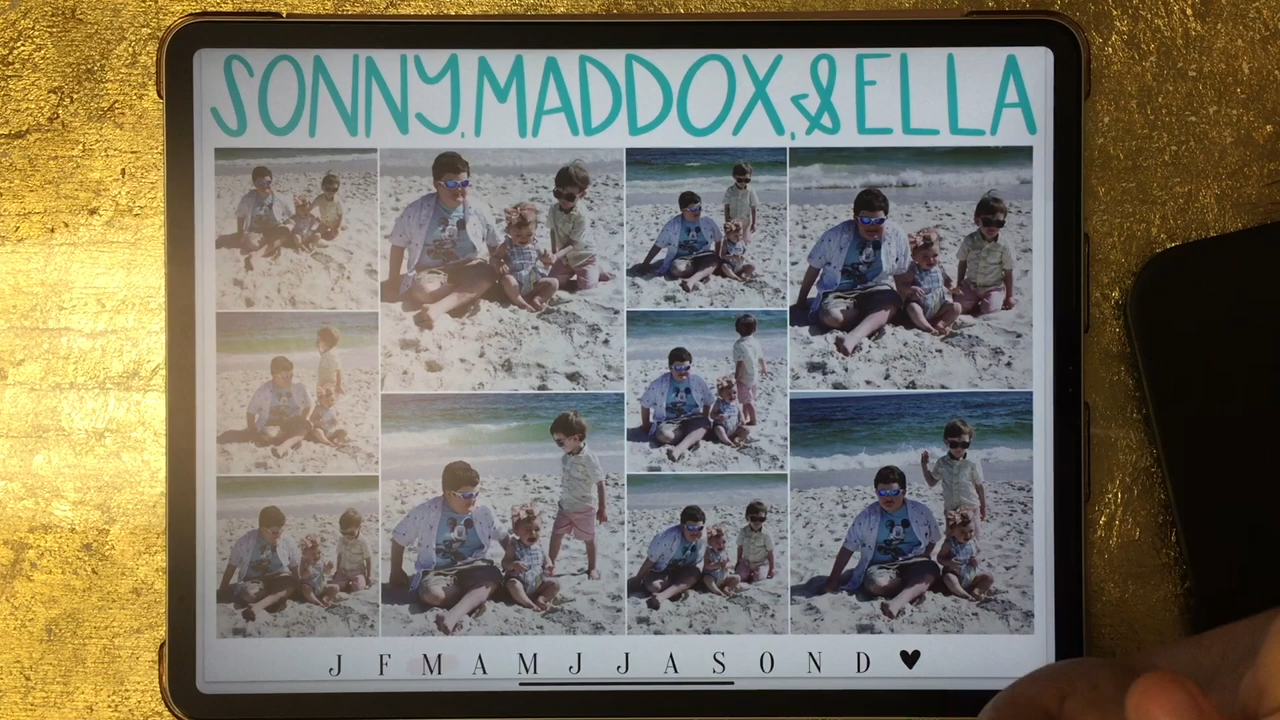 SONNY, MADDOX, & ELLA
J F M A M J J A S O N D ♥